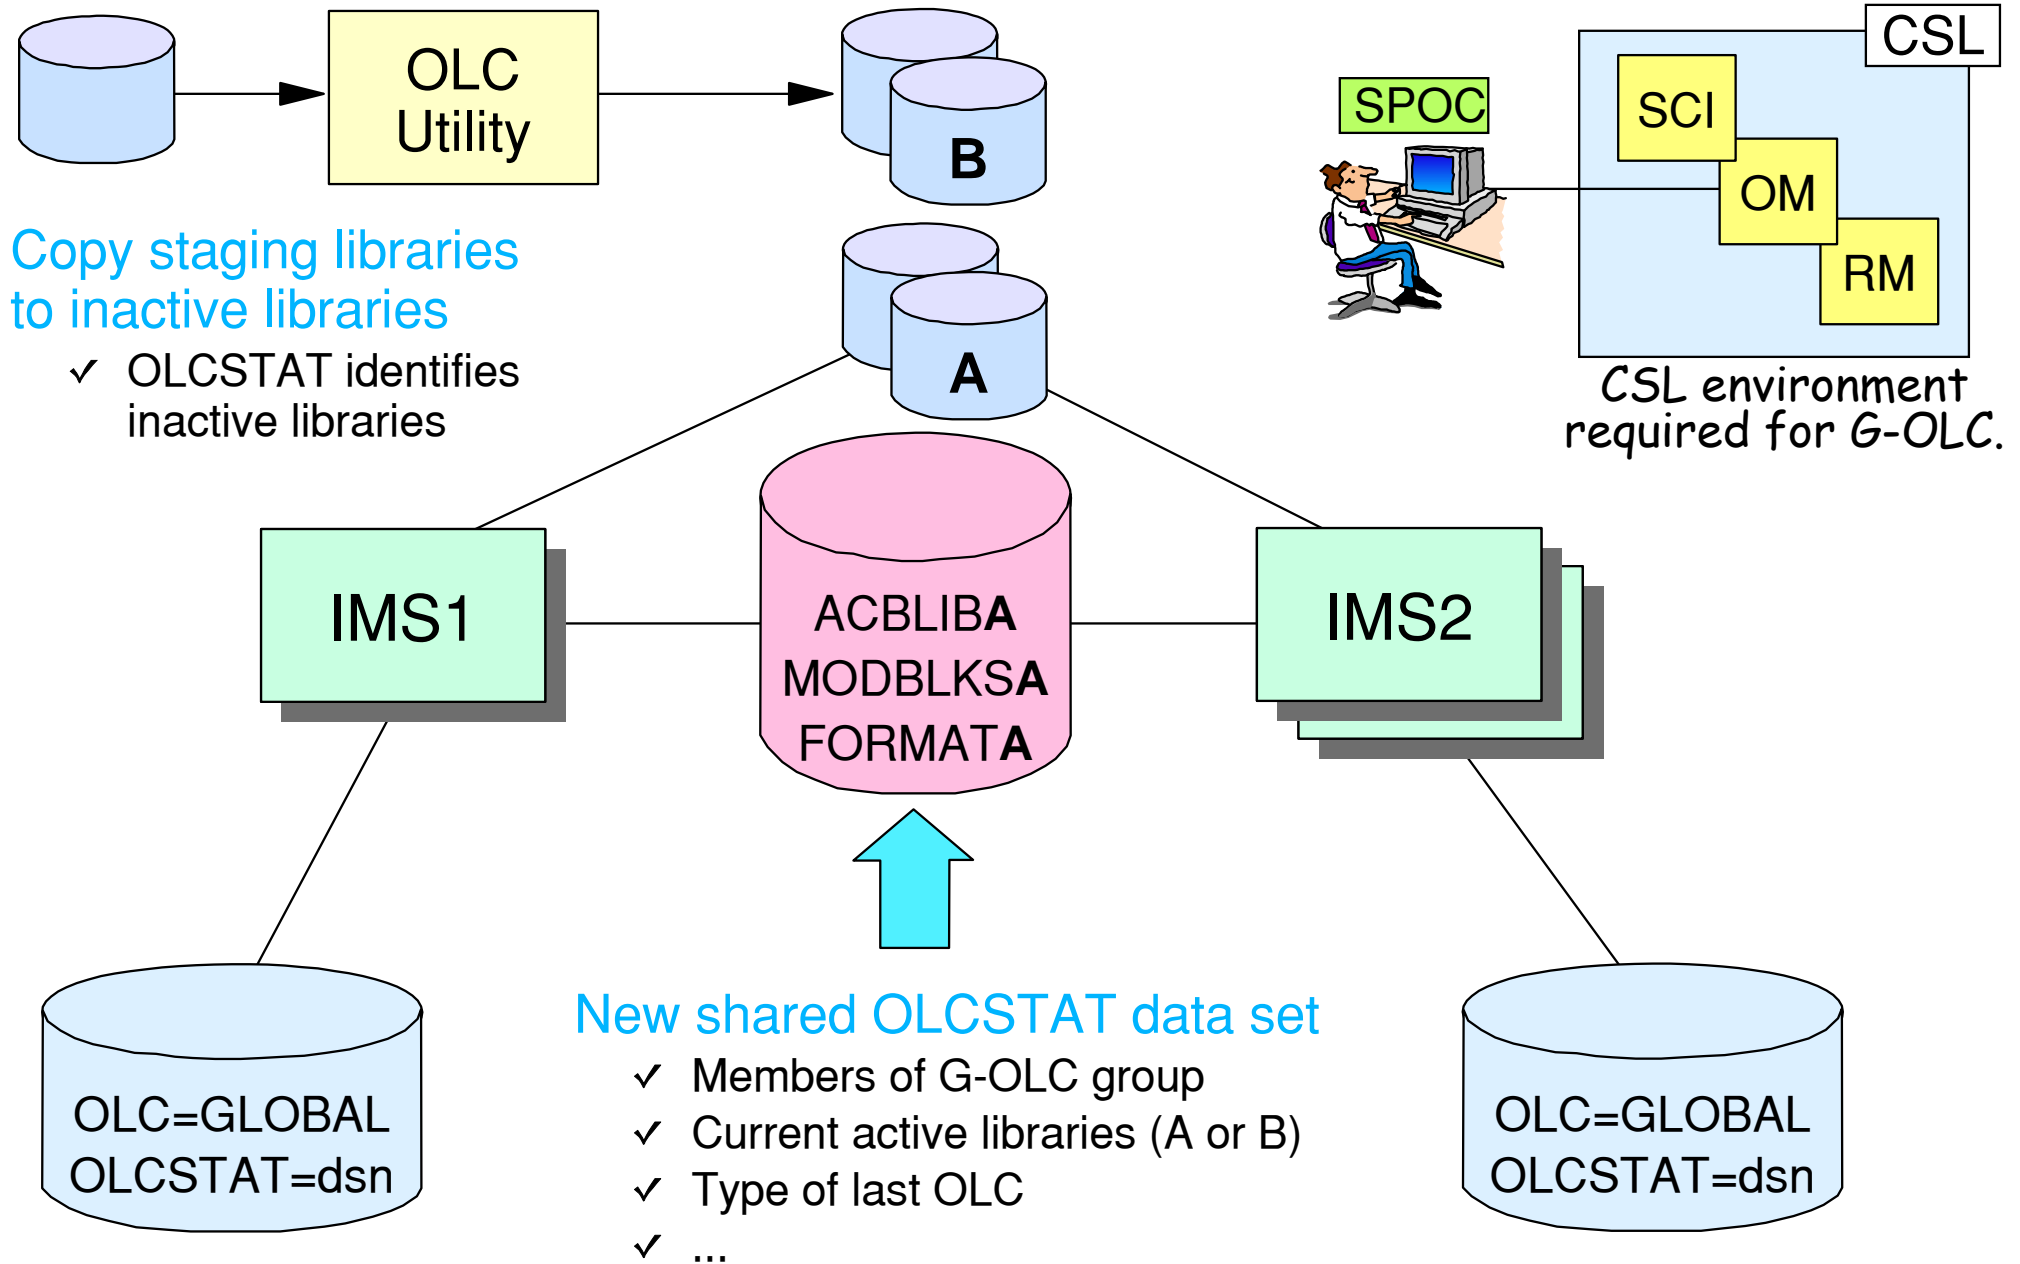 OLC
Utility
B
CSL
SPOC
SCI
OM
RM
CSL environment
required for G-OLC.
Copy staging libraries
to inactive libraries
✓ OLCSTAT identifies
inactive libraries
A
IMS1
ACBLIBA
MODBLKSA
FORMATA
IMS2
OLC=GLOBAL
OLCSTAT=dsn
New shared OLCSTAT data set
✓ Members of G-OLC group
✓ Current active libraries (A or B)
✓ Type of last OLC
✓ ...
OLC=GLOBAL
OLCSTAT=dsn